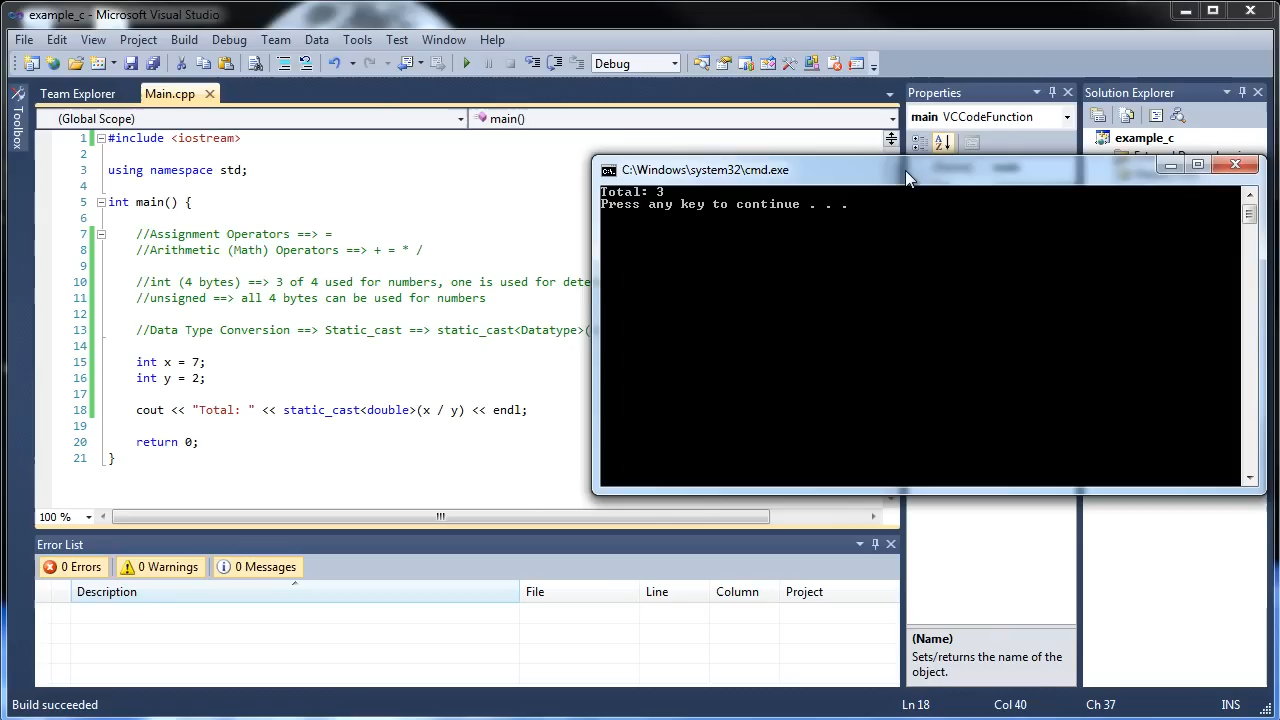 example_c - Microsoft Visual Studio
File Edit View Project Build Debug Team Data Tools Test Window Help
Debug
Toolbox
Team Explorer Main.cpp
(Global Scope) main()
1 #include <iostream>
2
3 using namespace std;
4
5 int main() {
6
7 //Assignment Operators ==> =
8 //Arithmetic (Math) Operators ==> + = * /
9
10 //int (4 bytes) ==> 3 of 4 used for numbers, one is used for dete
11 //unsigned ==> all 4 bytes can be used for numbers
12
13 //Data Type Conversion ==> Static_cast ==> static_cast<Datatype>(
14
15 int x = 7;
16 int y = 2;
17
18 cout << "Total: " << static_cast<double>(x / y) << endl;
19
20 return 0;
21 }
100 %
Properties
main VCCodeFunction
Solution Explorer
example_c
C:\Windows\system32\cmd.exe
Total: 3
Press any key to continue . . .
Error List
0 Errors 0 Warnings 0 Messages
Description File Line Column Project
(Name)
Sets/returns the name of the
object.
Build succeeded Ln 18 Col 40 Ch 37 INS